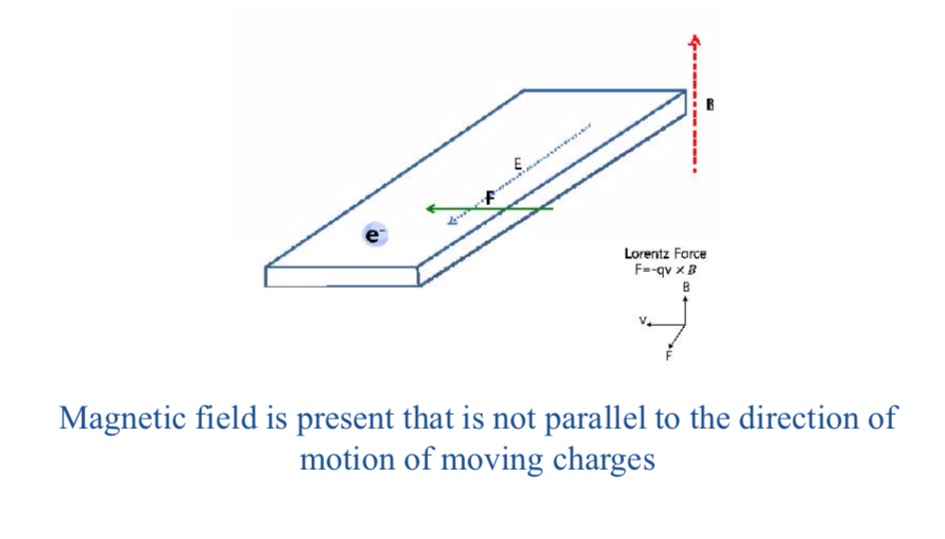 B
E
F
e⁻
Lorentz Force
F=-qv × B
B
V
F
Magnetic field is present that is not parallel to the direction of
motion of moving charges